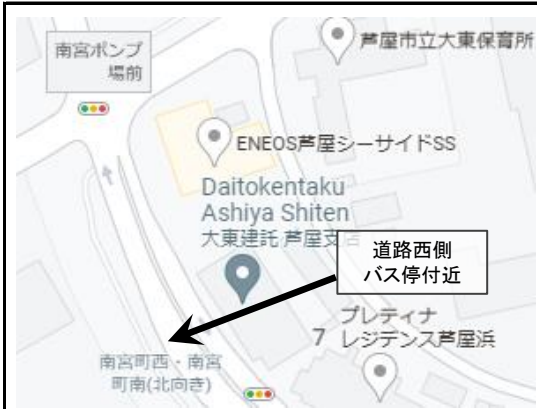 南宮ポンプ
場前
芦屋市立大東保育所
ENEOS芦屋シーサイドSS
Daitokentaku
Ashiya Shiten
大東建託 芦屋支店
道路西側
バス停付近
プレティナ
7 レジデンス芦屋浜
南宮町西・南宮
町南(北向き)